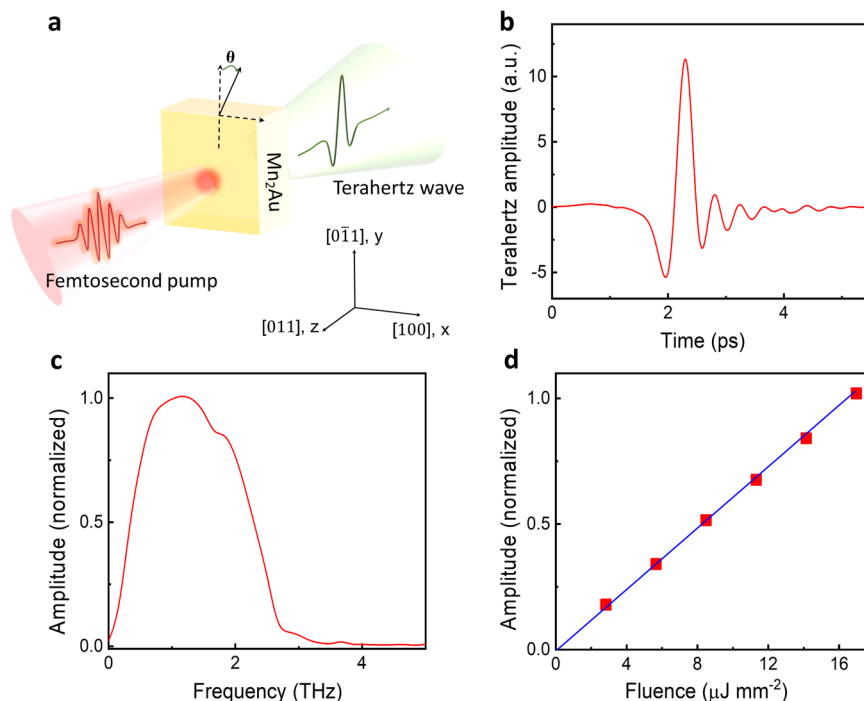 a
θ
Mn₂Au
Terahertz wave
Femtosecond pump
[01̄1], y
[011], z
[100], x
b
Terahertz amplitude (a.u.)
10
5
0
-5
0
2
4
Time (ps)
c
Amplitude (normalized)
1.0
0.5
0.0
0
2
4
Frequency (THz)
d
Amplitude (normalized)
1.0
0.5
0.0
4
8
12
16
Fluence (μJ mm⁻²)